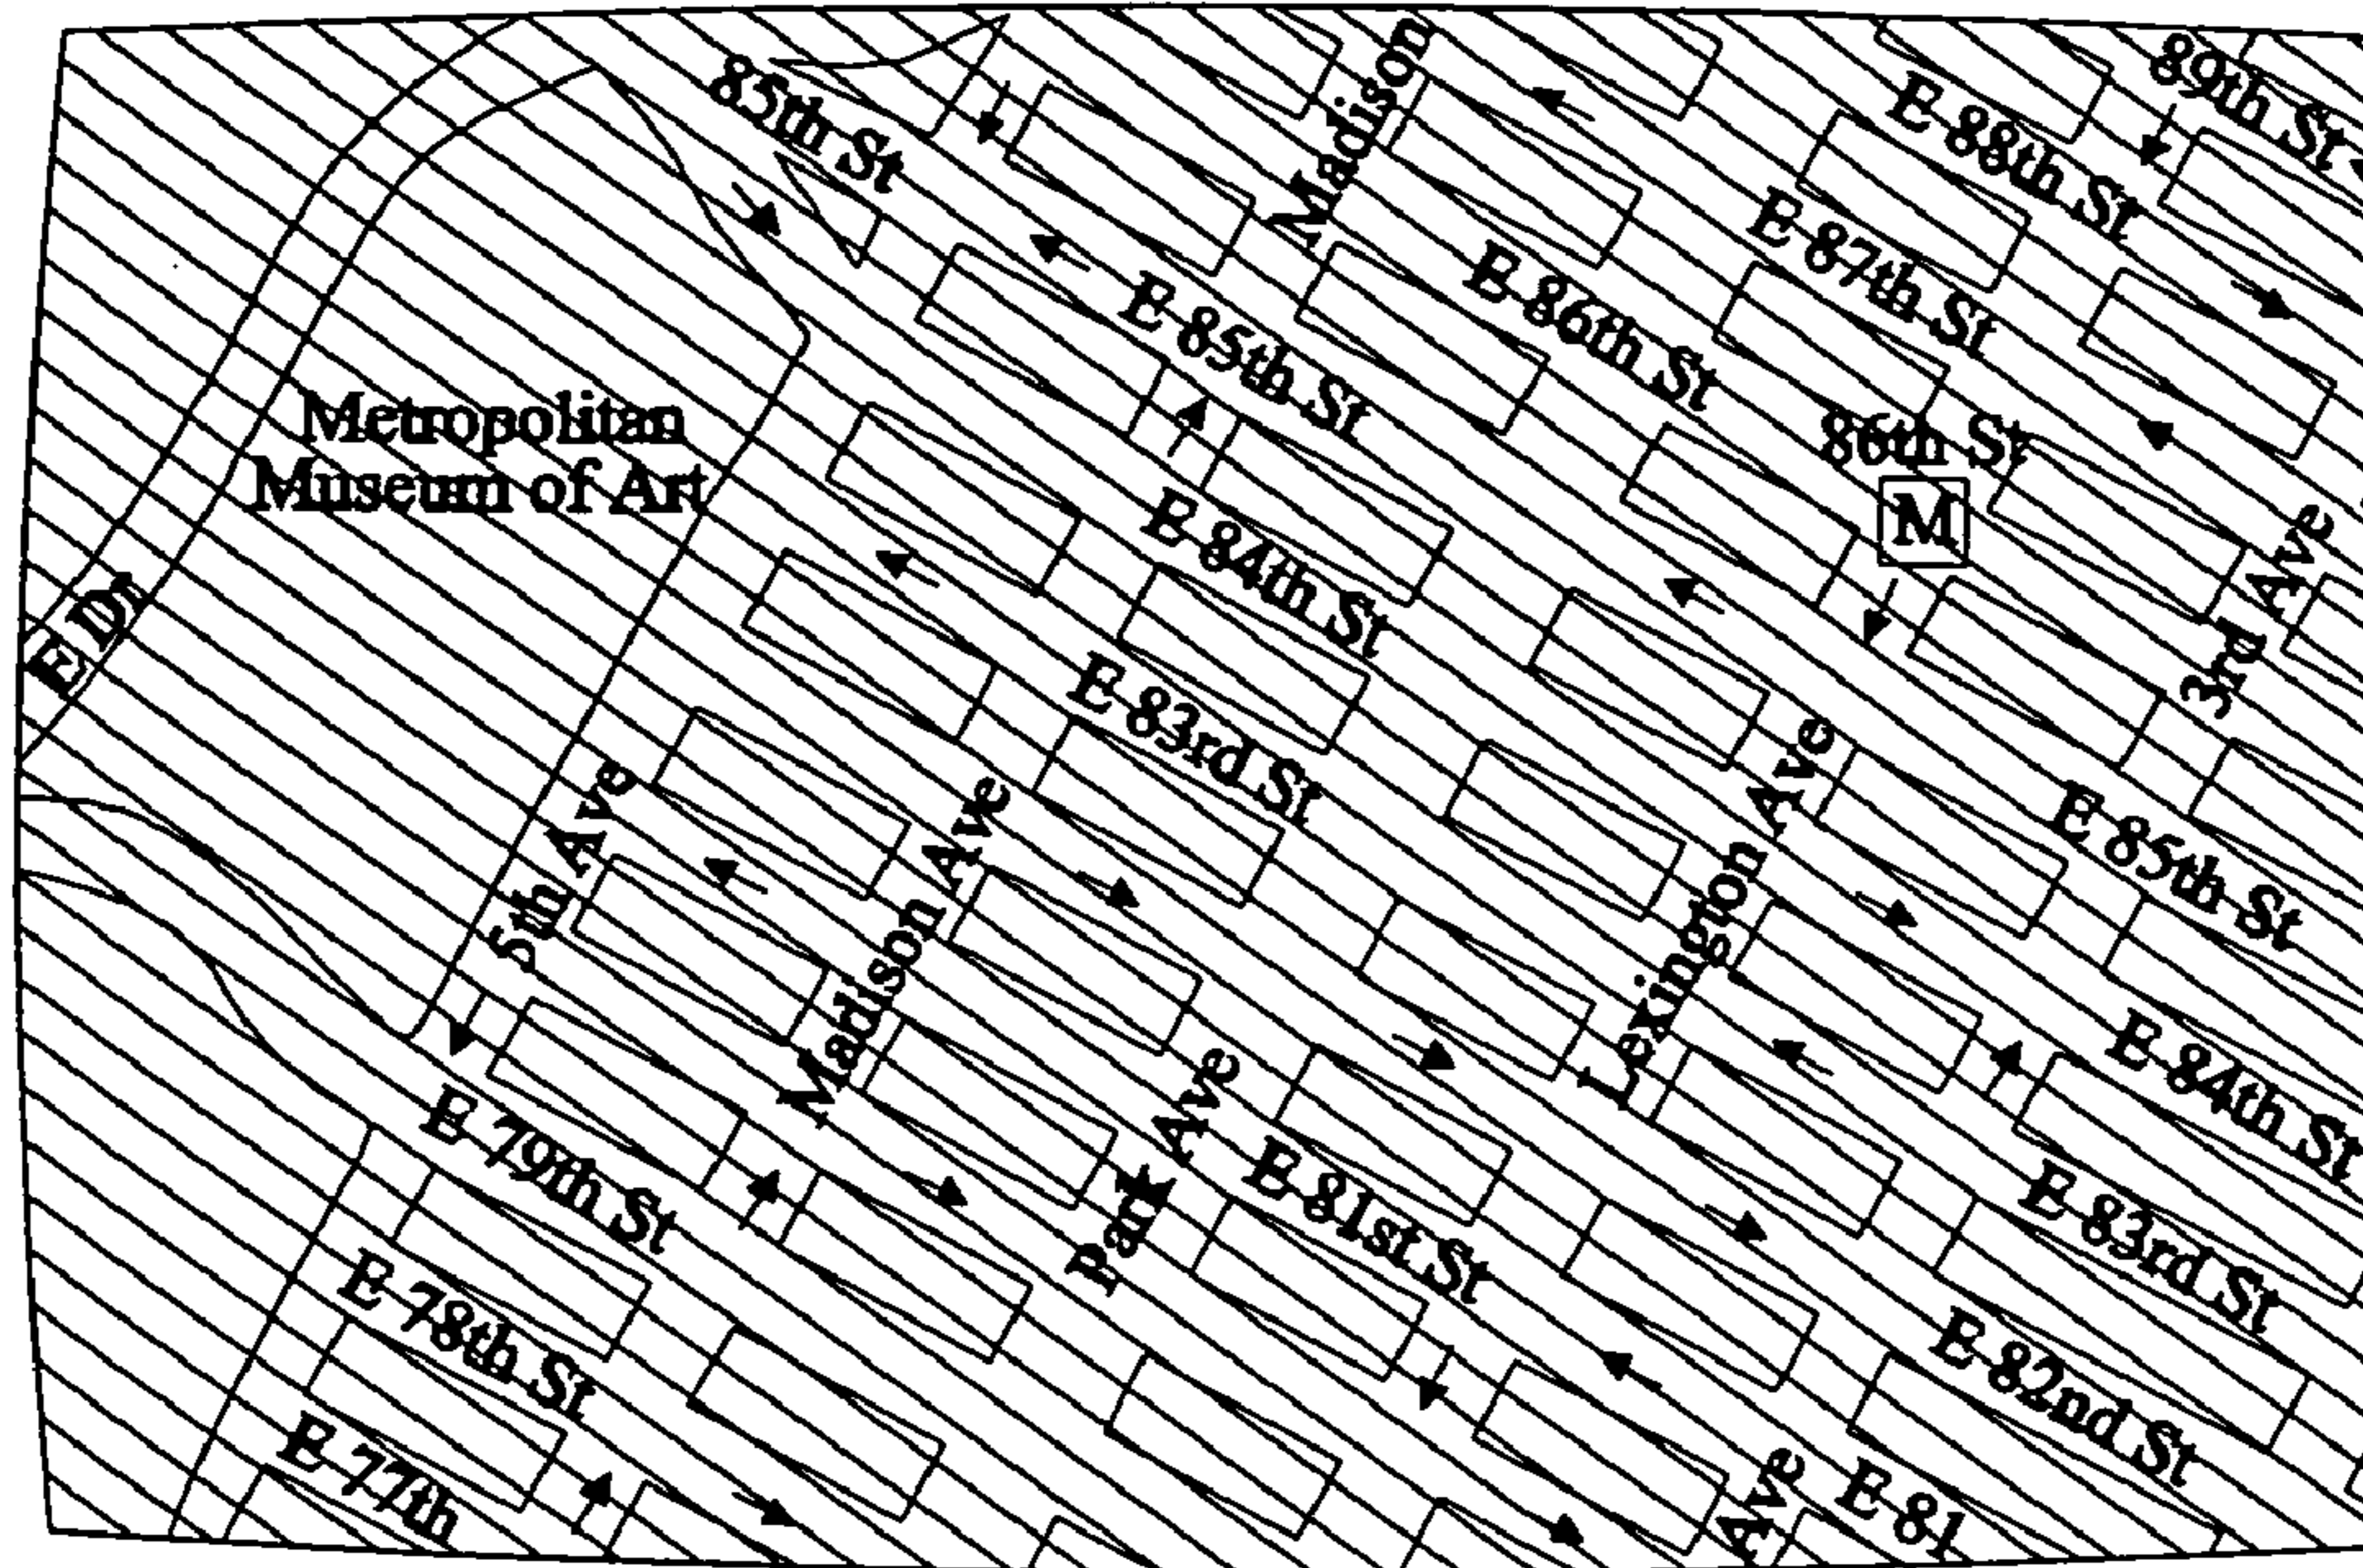 85th St
Madison
89th St
E 88th St
E 87th St
E 86th St
E 85th St
86th St
M
Metropolitan
Museum of Art
E 84th St
3rd Ave
E Dr
E 83rd St
5th Ave
Madison Ave
Lexington Ave
E 85th St
E 84th St
Park Ave
E 79th St
E 81st St
E 83rd St
E 78th St
E 82nd St
E 77th
Ave
E 81